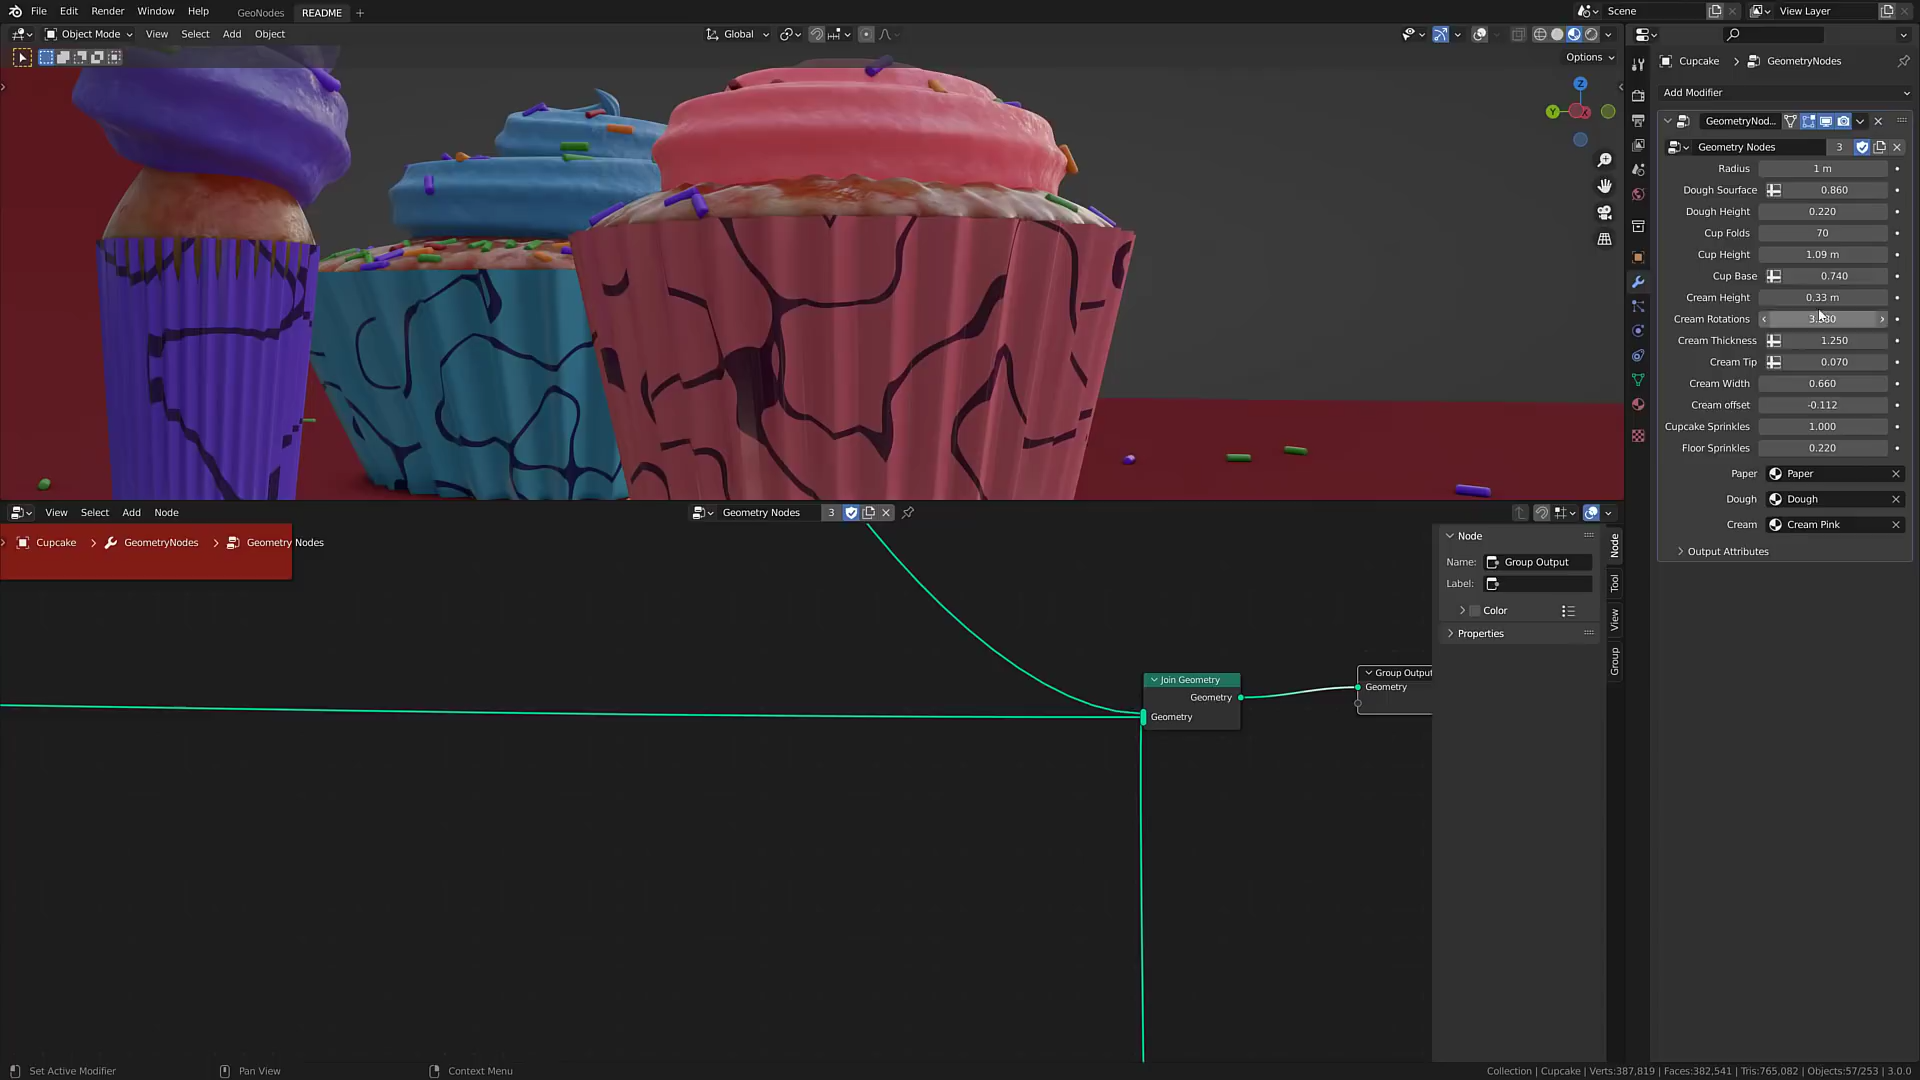 File Edit Render Window Help GeoNodes README Scene View Layer
Object Mode View Select Add Object Global
Options
Z
Y X
Cupcake GeometryNodes
Add Modifier
GeometryNod...
Geometry Nodes 3
Radius 1 m
Dough Sourface 0.860
Dough Height 0.220
Cup Folds 70
Cup Height 1.09 m
Cup Base 0.740
Cream Height 0.33 m
Cream Rotations
Cream Thickness 1.250
Cream Tip 0.070
Cream Width 0.660
Cream offset -0.112
Cupcake Sprinkles 1.000
Floor Sprinkles 0.220
Paper Paper
Dough Dough
Cream Cream Pink
Output Attributes
View Select Add Node Geometry Nodes 3
Cupcake GeometryNodes Geometry Nodes
Node
Name: Group Output
Label:
Color
Properties
Node
Tool
View
Group
Join Geometry
Geometry
Geometry
Group Output
Geometry
Set Active Modifier Pan View Context Menu Collection | Cupcake | Verts:387,819 | Faces:382,541 | Tris:765,082 | Objects:57/253 | 3.0.0